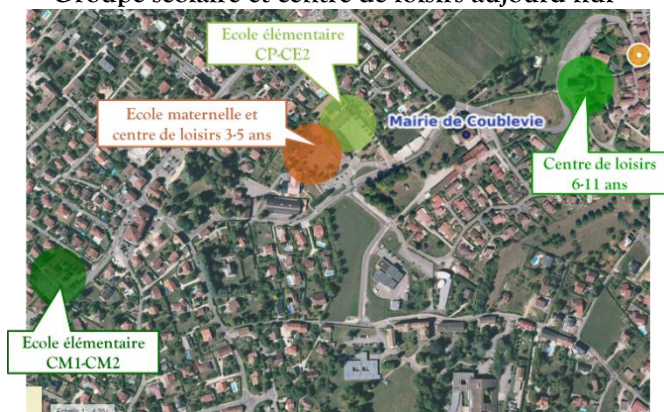 Groupe scolaire et centre de loisirs aujourd'hui
Ecole élémentaire
CP-CE2
Ecole maternelle et
centre de loisirs 3-5 ans
Mairie de Coublevie
Centre de loisirs
6-11 ans
Ecole élémentaire
CM1-CM2